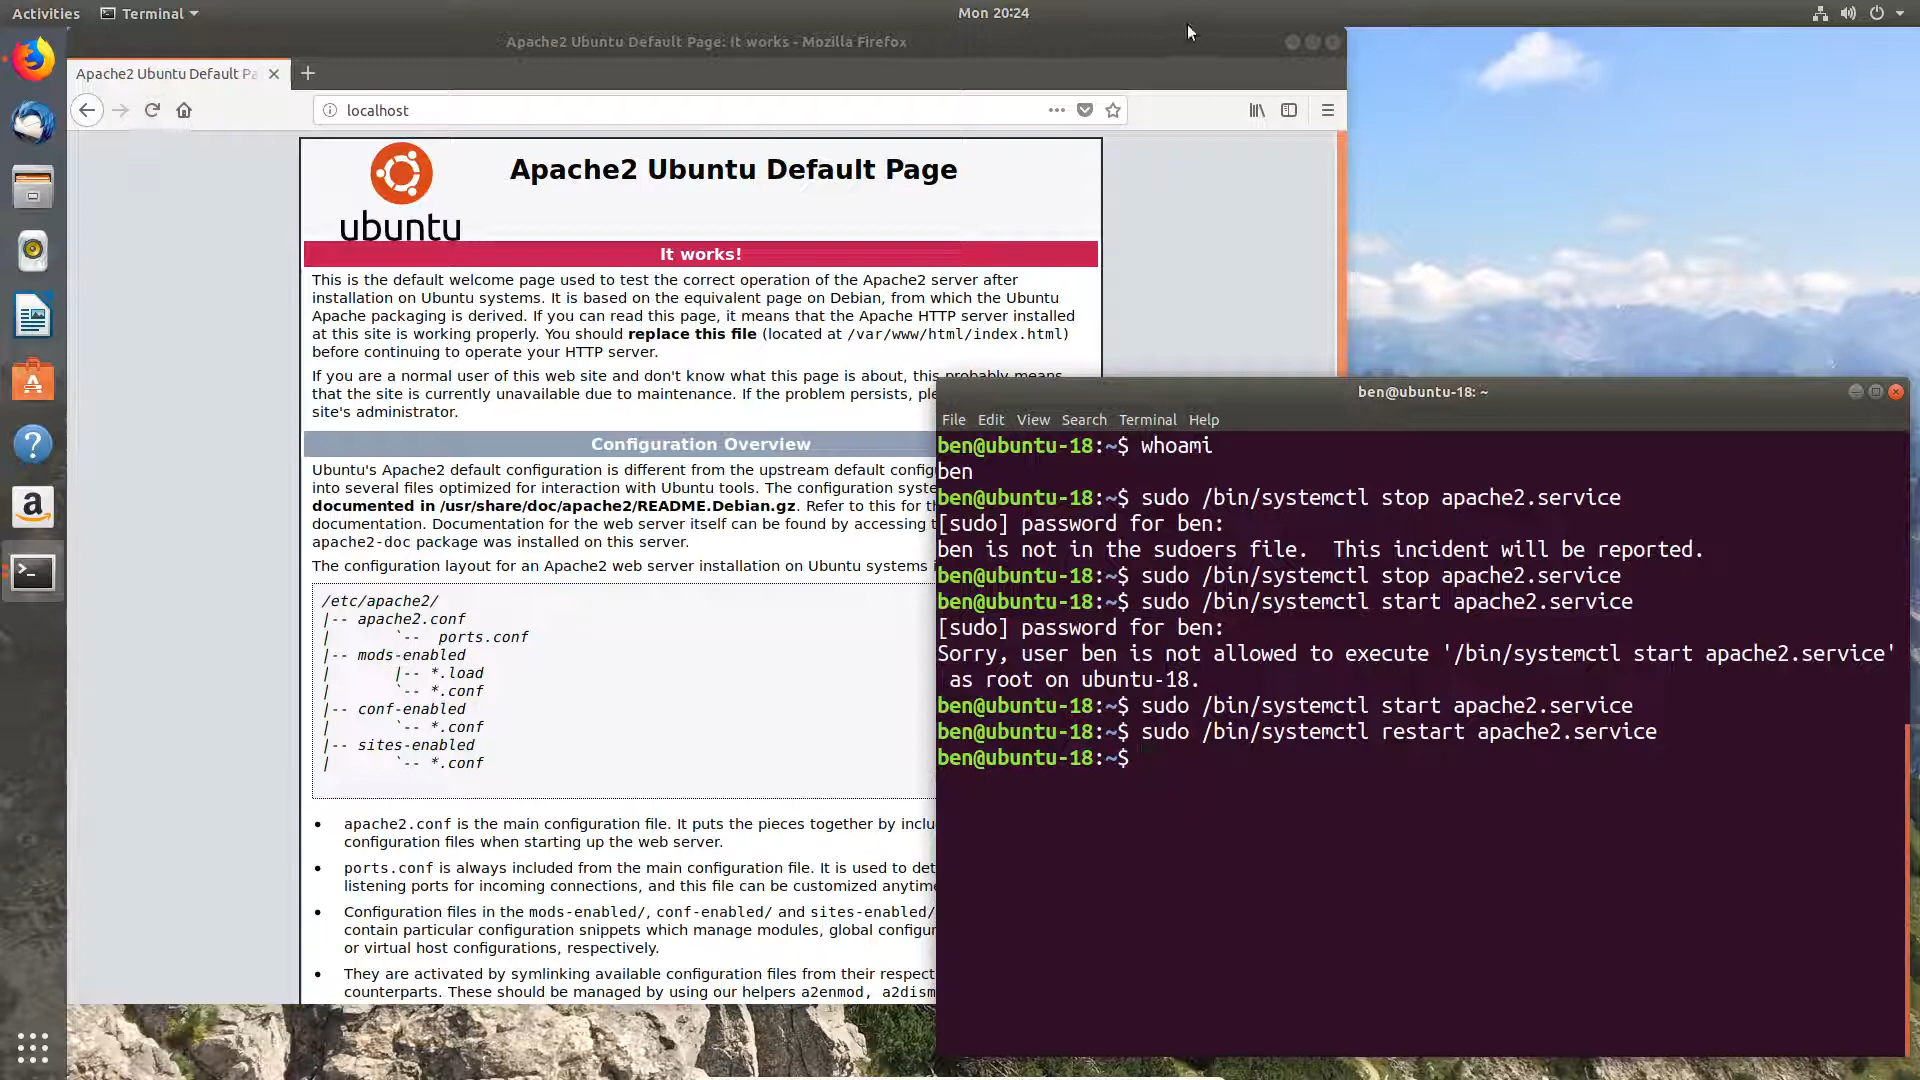 Activities
Terminal
Mon 20:24
Apache2 Ubuntu Default Page: It works - Mozilla Firefox
Apache2 Ubuntu Default Pa
localhost
ubuntu
Apache2 Ubuntu Default Page
It works!
This is the default welcome page used to test the correct operation of the Apache2 server after
installation on Ubuntu systems. It is based on the equivalent page on Debian, from which the Ubuntu
Apache packaging is derived. If you can read this page, it means that the Apache HTTP server installed
at this site is working properly. You should replace this file (located at /var/www/html/index.html)
before continuing to operate your HTTP server.
If you are a normal user of this web site and don't know what this page is about, this probably means
that the site is currently unavailable due to maintenance. If the problem persists, ple
site's administrator.
Configuration Overview
Ubuntu's Apache2 default configuration is different from the upstream default config
into several files optimized for interaction with Ubuntu tools. The configuration syste
documented in /usr/share/doc/apache2/README.Debian.gz. Refer to this for th
documentation. Documentation for the web server itself can be found by accessing t
apache2-doc package was installed on this server.
The configuration layout for an Apache2 web server installation on Ubuntu systems i
/etc/apache2/
|-- apache2.conf
|       `--  ports.conf
|-- mods-enabled
|       |-- *.load
|       `-- *.conf
|-- conf-enabled
|       `-- *.conf
|-- sites-enabled
|       `-- *.conf
• apache2.conf is the main configuration file. It puts the pieces together by inclu
configuration files when starting up the web server.
• ports.conf is always included from the main configuration file. It is used to det
listening ports for incoming connections, and this file can be customized anytime
• Configuration files in the mods-enabled/, conf-enabled/ and sites-enabled/
contain particular configuration snippets which manage modules, global configur
or virtual host configurations, respectively.
• They are activated by symlinking available configuration files from their respect
counterparts. These should be managed by using our helpers a2enmod, a2dism
ben@ubuntu-18: ~
File Edit View Search Terminal Help
ben@ubuntu-18:~$ whoami
ben
ben@ubuntu-18:~$ sudo /bin/systemctl stop apache2.service
[sudo] password for ben:
ben is not in the sudoers file.  This incident will be reported.
ben@ubuntu-18:~$ sudo /bin/systemctl stop apache2.service
ben@ubuntu-18:~$ sudo /bin/systemctl start apache2.service
[sudo] password for ben:
Sorry, user ben is not allowed to execute '/bin/systemctl start apache2.service'
 as root on ubuntu-18.
ben@ubuntu-18:~$ sudo /bin/systemctl start apache2.service
ben@ubuntu-18:~$ sudo /bin/systemctl restart apache2.service
ben@ubuntu-18:~$